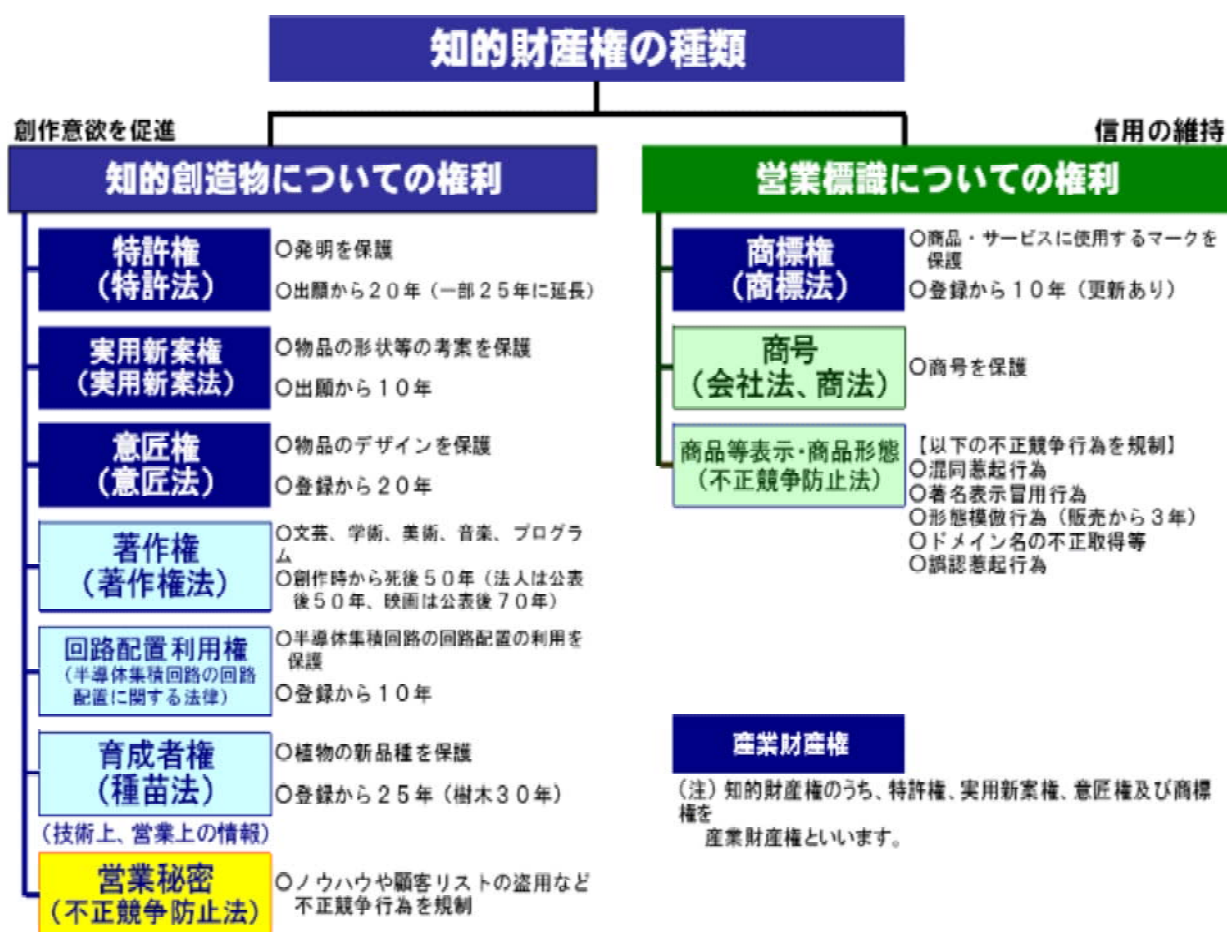 知的財産権の種類
創作意欲を促進
知的創造物についての権利
特許権
(特許法)
○発明を保護
○出願から20年(一部25年に延長)
実用新案権
(実用新案法)
○物品の形状等の考案を保護
○出願から10年
意匠権
(意匠法)
○物品のデザインを保護
○登録から20年
著作権
(著作権法)
○文芸、学術、美術、音楽、プログラ
ム
○創作時から死後50年(法人は公表
後50年、映画は公表後70年)
回路配置利用権
(半導体集積回路の回路
配置に関する法律)
○半導体集積回路の回路配置の利用を
保護
○登録から10年
育成者権
(種苗法)
○植物の新品種を保護
○登録から25年(樹木30年)
(技術上、営業上の情報)
営業秘密
(不正競争防止法)
○ノウハウや顧客リストの盗用など
不正競争行為を規制
信用の維持
営業標識についての権利
商標権
(商標法)
○商品・サービスに使用するマークを
保護
○登録から10年(更新あり)
商号
(会社法、商法)
○商号を保護
商品等表示・商品形態
(不正競争防止法)
【以下の不正競争行為を規制】
○混同惹起行為
○著名表示冒用行為
○形態模倣行為(販売から3年)
○ドメイン名の不正取得等
○誤認惹起行為
産業財産権
(注)知的財産権のうち、特許権、実用新案権、意匠権及び商標
権を
産業財産権といいます。